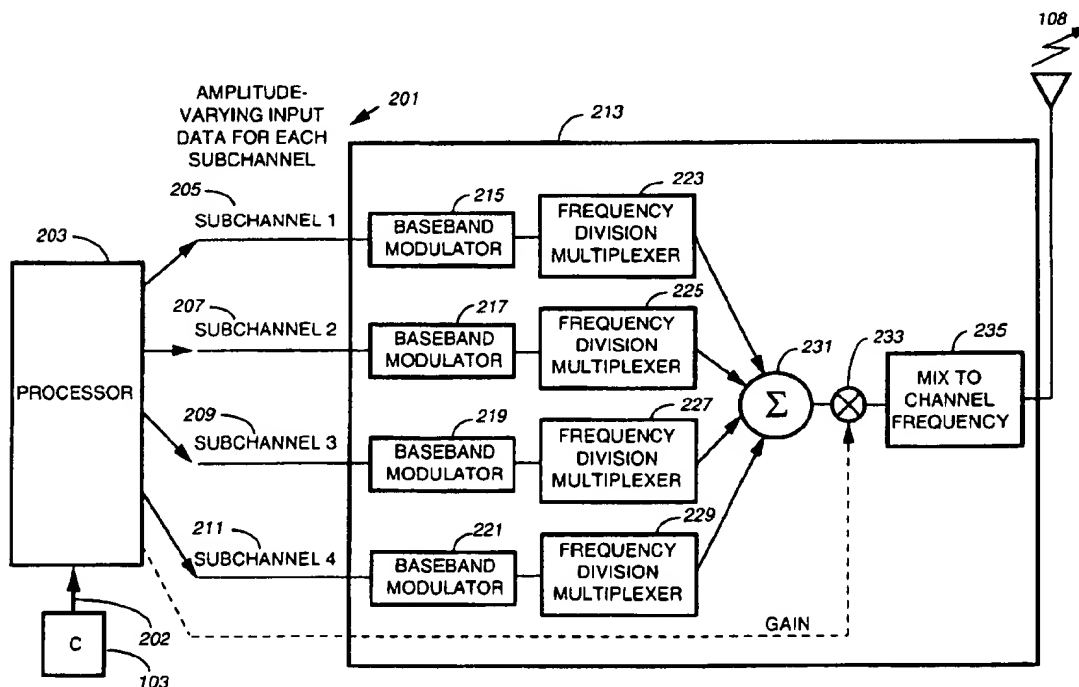 108
AMPLITUDE-
VARYING INPUT
DATA FOR EACH
SUBCHANNEL
201
213
205
SUBCHANNEL 1
215
BASEBAND
MODULATOR
223
FREQUENCY
DIVISION
MULTIPLEXER
203
PROCESSOR
207
SUBCHANNEL 2
217
BASEBAND
MODULATOR
225
FREQUENCY
DIVISION
MULTIPLEXER
231
Σ
233
235
MIX TO
CHANNEL
FREQUENCY
209
SUBCHANNEL 3
219
BASEBAND
MODULATOR
227
FREQUENCY
DIVISION
MULTIPLEXER
211
SUBCHANNEL 4
221
BASEBAND
MODULATOR
229
FREQUENCY
DIVISION
MULTIPLEXER
GAIN
202
C
103